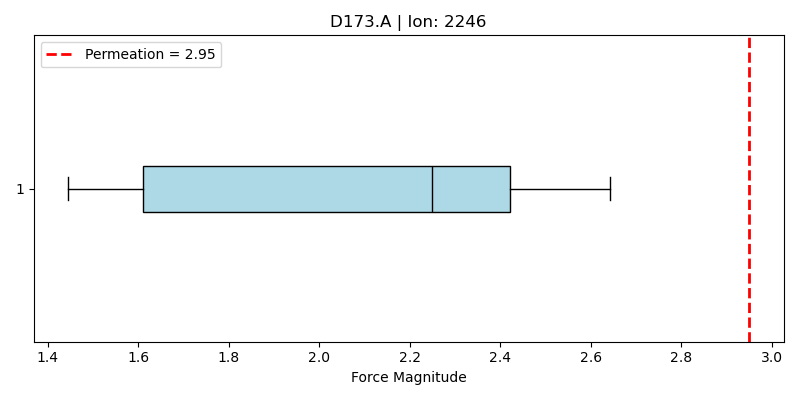 D173.A | Ion: 2246
Permeation = 2.95
1
1.4 1.6 1.8 2.0 2.2 2.4 2.6 2.8 3.0
Force Magnitude